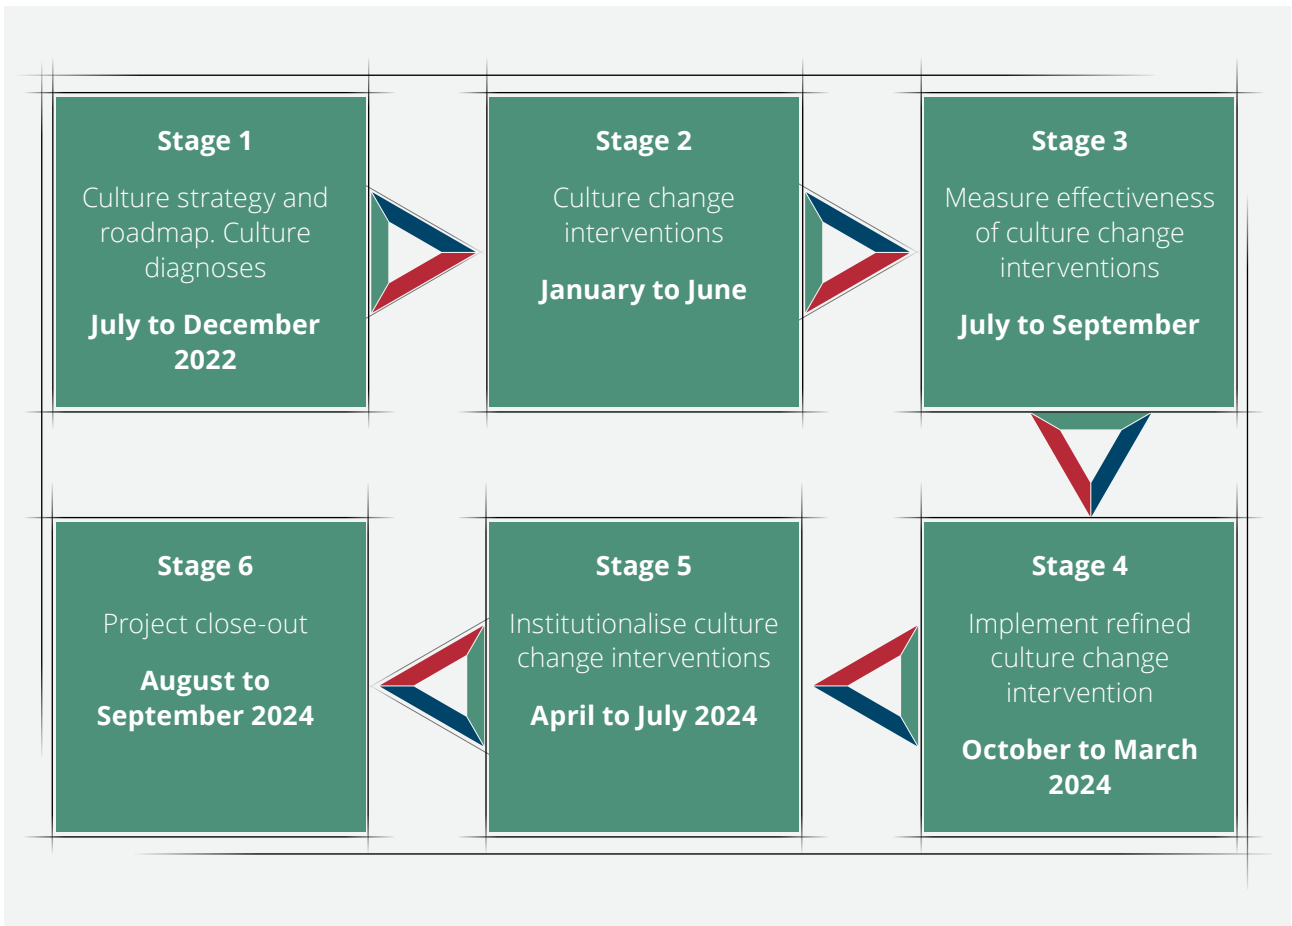 Stage 1
Culture strategy and
roadmap. Culture
diagnoses
July to December
2022
Stage 2
Culture change
interventions
January to June
Stage 3
Measure effectiveness
of culture change
interventions
July to September
Stage 4
Implement refined
culture change
intervention
October to March
2024
Stage 5
Institutionalise culture
change interventions
April to July 2024
Stage 6
Project close-out
August to
September 2024